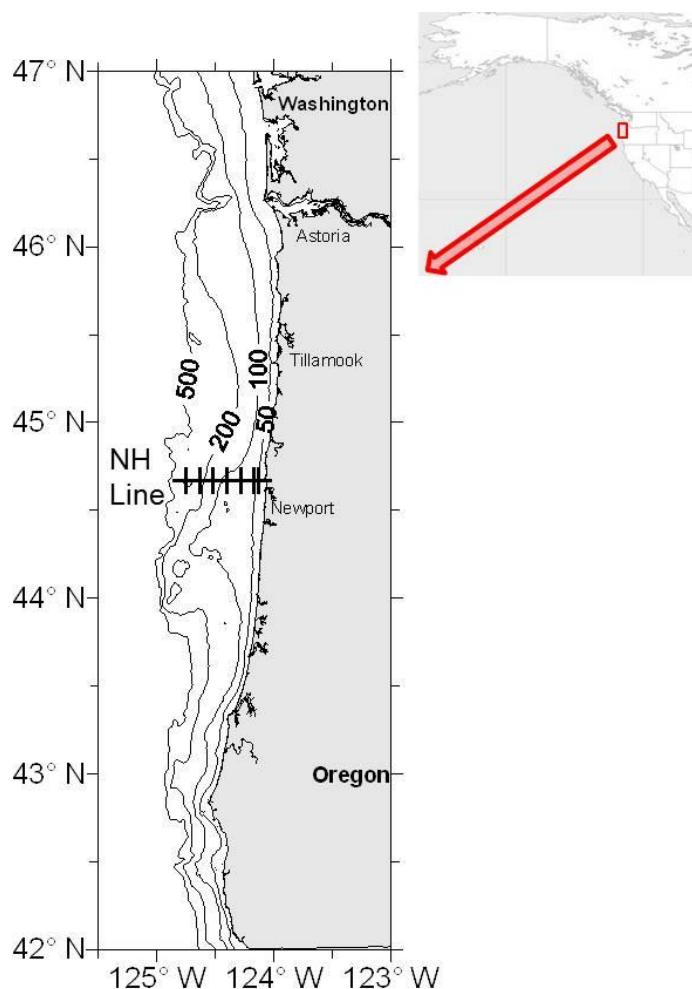 47° N
Washington
Astoria
46° N
Tillamook
500
100
200
50
45° N
NH
Line
Newport
44° N
43° N
Oregon
42° N
125° W
124° W
123° W